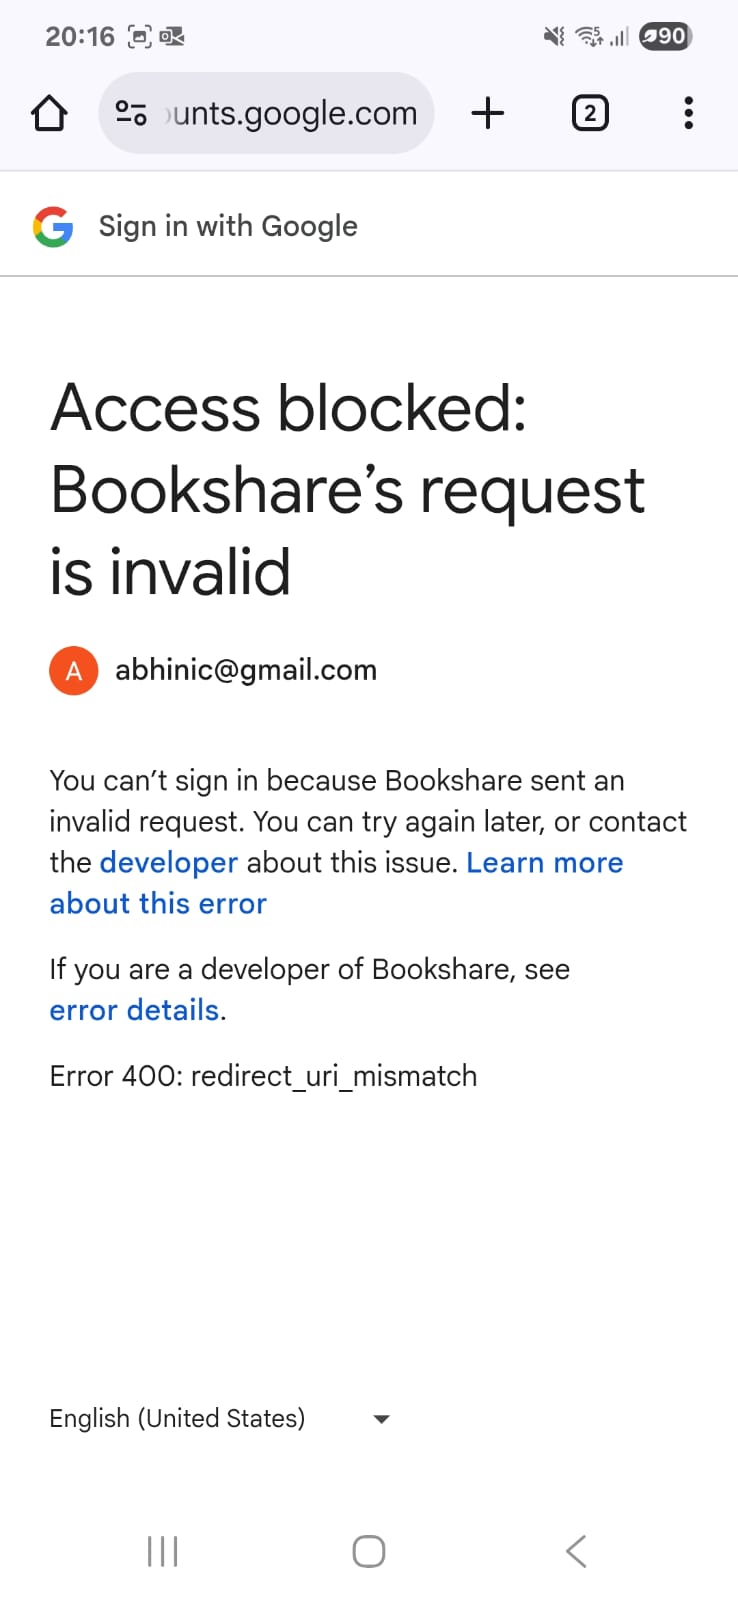 20:16
90
ounts.google.com
2
Sign in with Google
Access blocked:
Bookshare’s request
is invalid
A
abhinic@gmail.com
You can’t sign in because Bookshare sent an
invalid request. You can try again later, or contact
the developer about this issue. Learn more
about this error
If you are a developer of Bookshare, see
error details.
Error 400: redirect_uri_mismatch
English (United States)